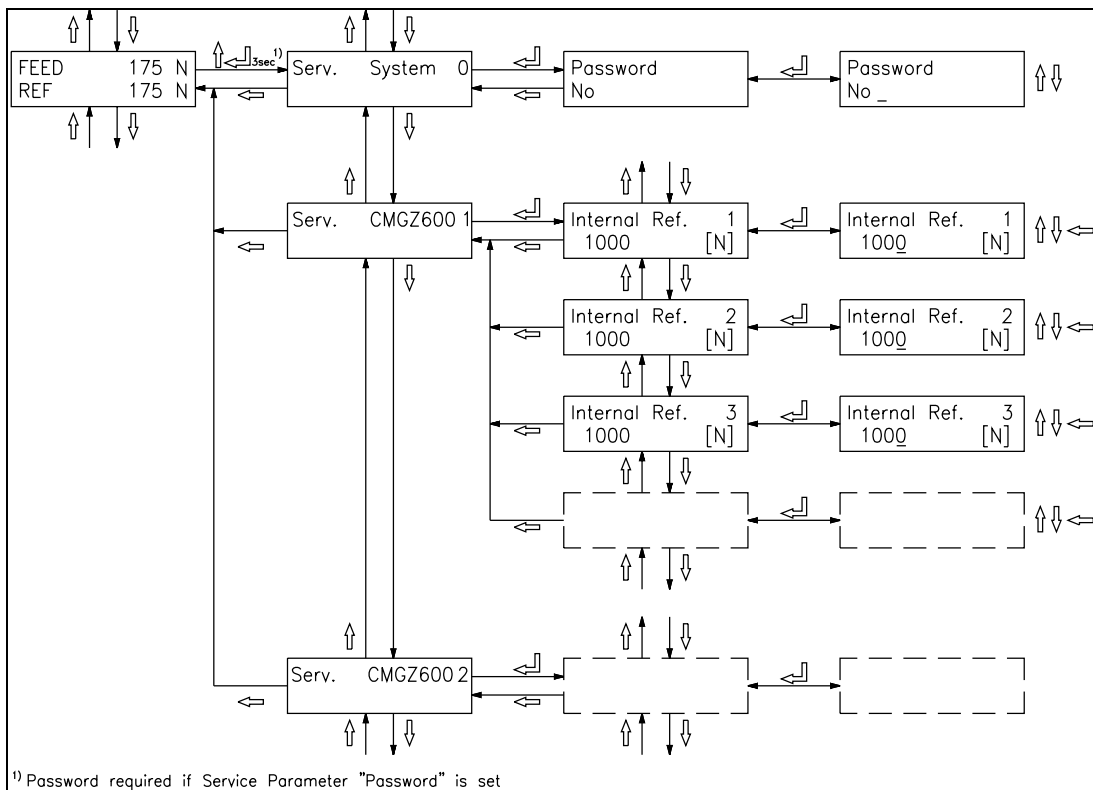 3sec 1)
FEED 175 N
REF 175 N
Serv. System 0
Password
No
Password
No _
Serv. CMGZ600 1
Internal Ref. 1
1000 [N]
Internal Ref. 1
1000 [N]
Internal Ref. 2
1000 [N]
Internal Ref. 2
1000 [N]
Internal Ref. 3
1000 [N]
Internal Ref. 3
1000 [N]
Serv. CMGZ600 2
1) Password required if Service Parameter "Password" is set